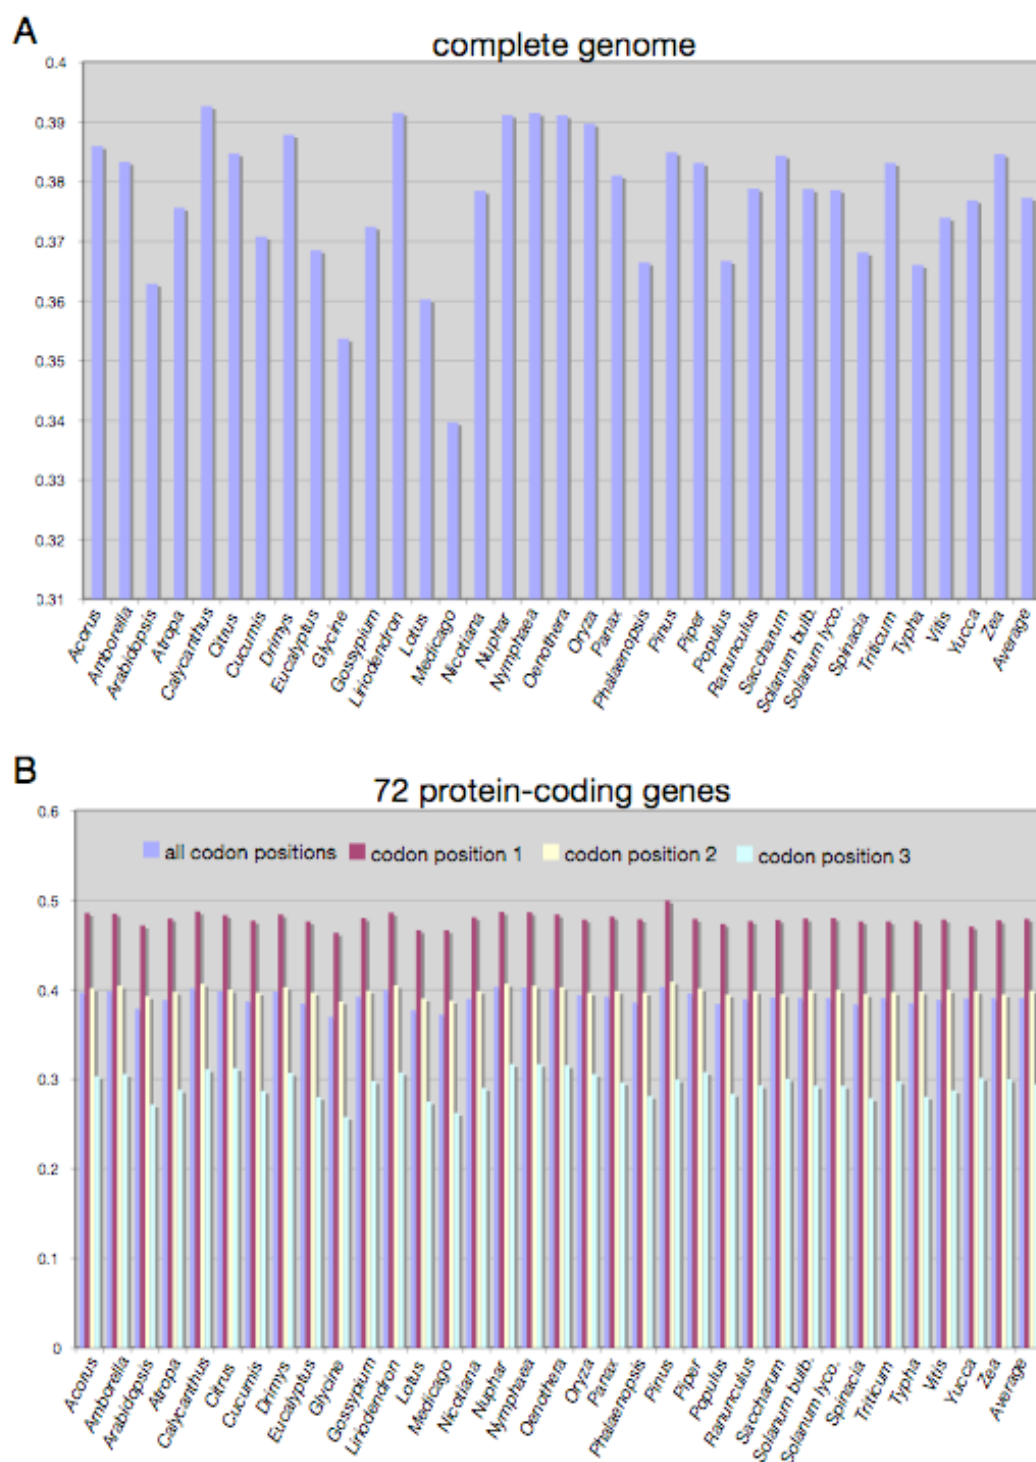 A
complete genome
0.4
0.39
0.38
0.37
0.36
0.35
0.34
0.33
0.32
0.31
Acorus
Amborella
Arabidopsis
Atropa
Calycanthus
Citrus
Cucumis
Drimys
Eucalyptus
Glycine
Gossypium
Liriodendron
Lotus
Medicago
Nicotiana
Nuphar
Nymphaea
Oenothera
Oryza
Panax
Phalaenopsis
Pinus
Piper
Populus
Ranunculus
Saccharum
Solanum bulb.
Solanum lyco.
Spinacia
Triticum
Typha
Vitis
Yucca
Zea
Average
B
72 protein-coding genes
0.6
all codon positions codon position 1 codon position 2 codon position 3
0.5
0.4
0.3
0.2
0.1
0
Acorus
Amborella
Arabidopsis
Atropa
Calycanthus
Citrus
Cucumis
Drimys
Eucalyptus
Glycine
Gossypium
Liriodendron
Lotus
Medicago
Nicotiana
Nuphar
Nymphaea
Oenothera
Oryza
Panax
Phalaenopsis
Pinus
Piper
Populus
Ranunculus
Saccharum
Solanum bulb.
Solanum lyco.
Spinacia
Triticum
Typha
Vitis
Yucca
Zea
Average